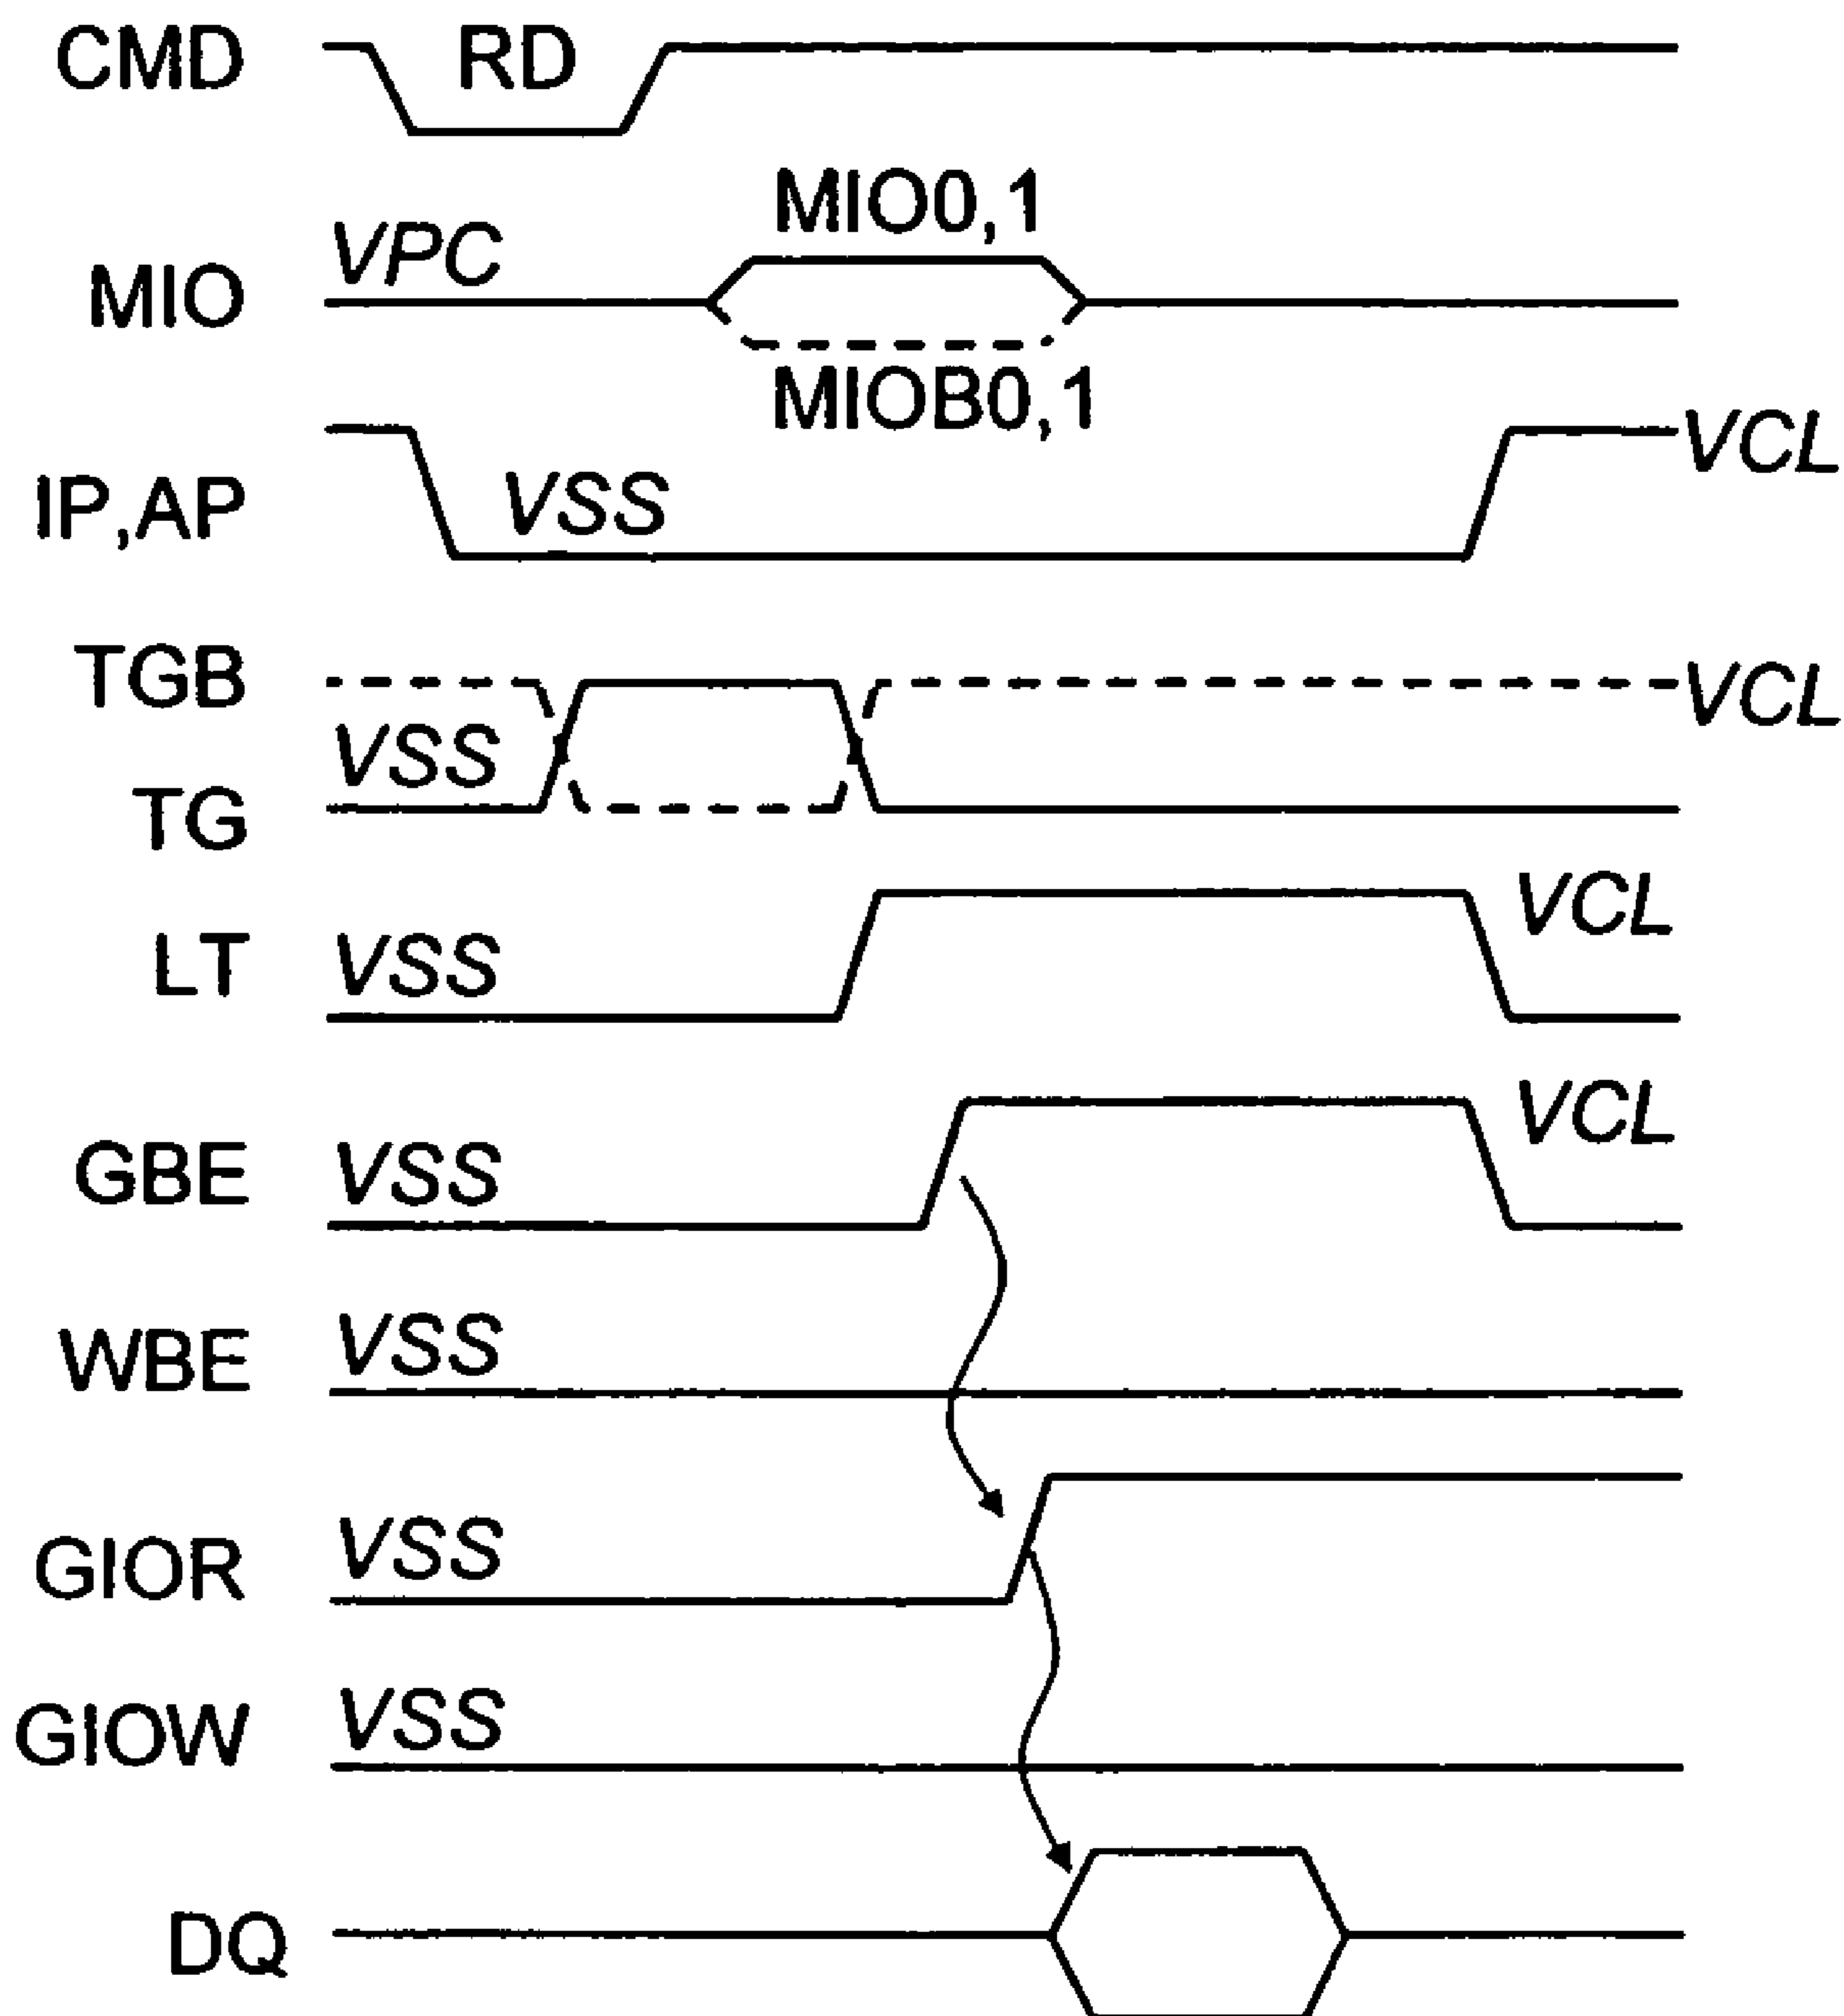 CMD RD
MIO0,1
MIO VPC
MIOB0,1
IP,AP VSS VCL
TGB VCL
VSS
TG
LT VSS VCL
GBE VSS VCL
WBE VSS
GIOR VSS
GIOW VSS
DQ